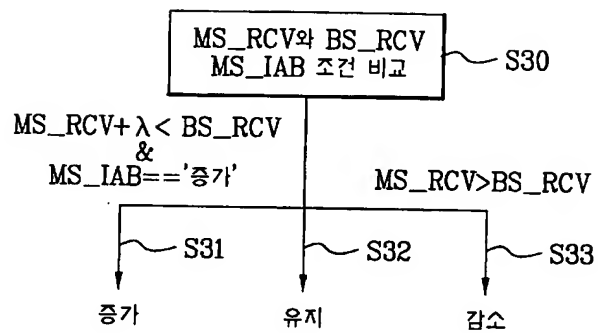 MS_RCV와 BS_RCV
MS_IAB 조건 비교
S30
MS_RCV+λ< BS_RCV
&
MS_IAB=='증가'
MS_RCV>BS_RCV
S31
S32
S33
증가
유지
감소